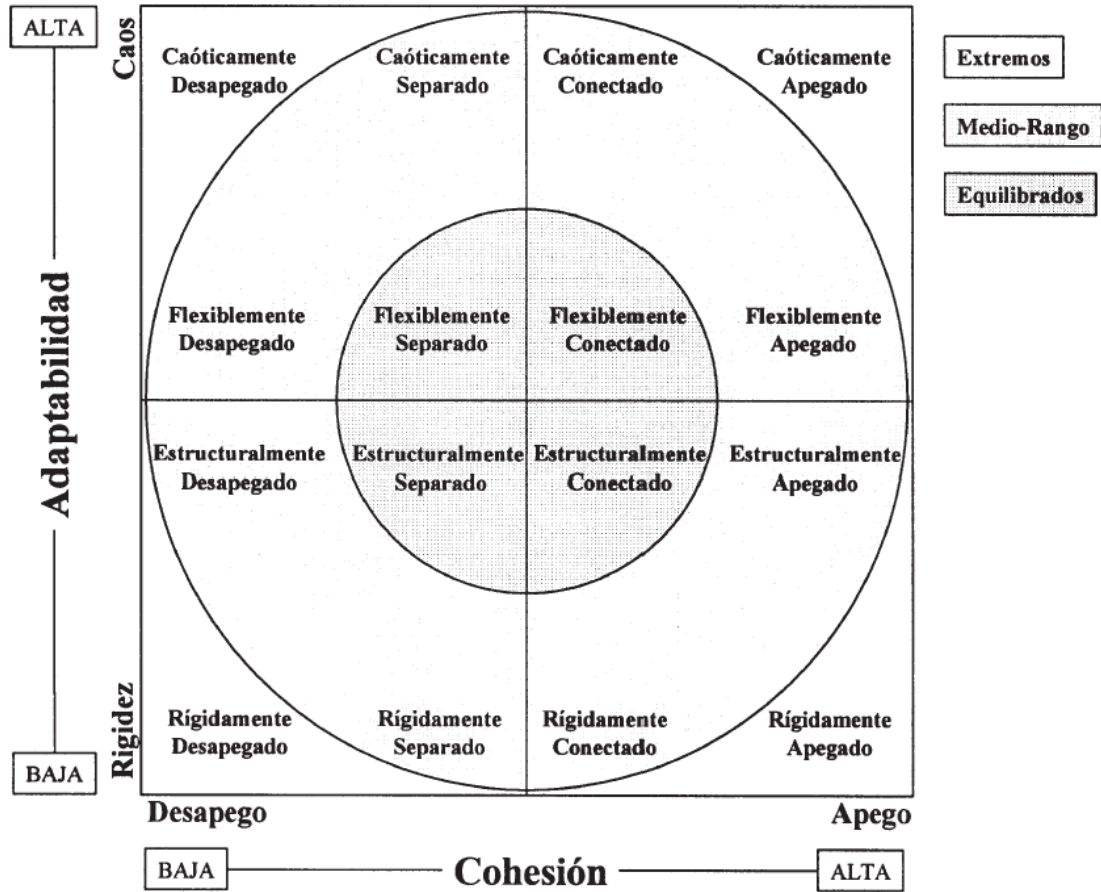 ALTA
Caos
Caóticamente
Desapegado
Caóticamente
Separado
Caóticamente
Conectado
Caóticamente
Apegado
Extremos
Medio-Rango
Equilibrados
Adaptabilidad
Flexiblemente
Desapegado
Flexiblemente
Separado
Flexiblemente
Conectado
Flexiblemente
Apegado
Estructuralmente
Desapegado
Estructuralmente
Separado
Estructuralmente
Conectado
Estructuralmente
Apegado
Rígidamente
Desapegado
Rígidamente
Separado
Rígidamente
Conectado
Rígidamente
Apegado
Rigidez
BAJA
Desapego
Apego
BAJA
Cohesión
ALTA